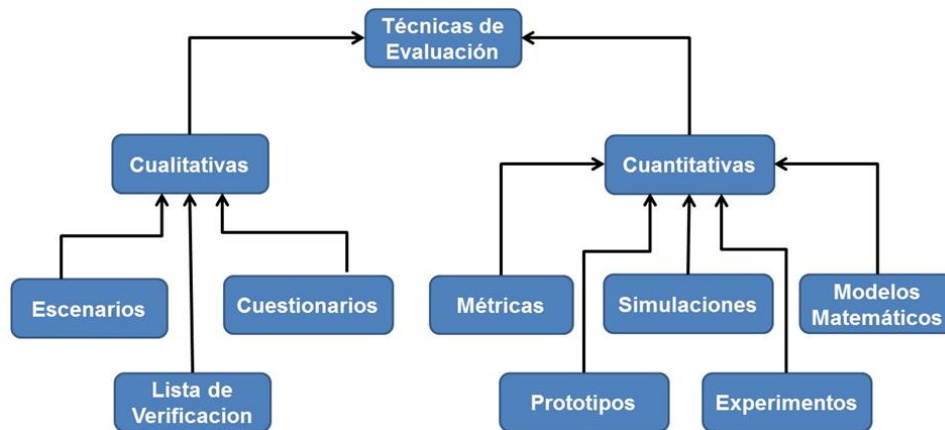 Técnicas de
Evaluación
Cualitativas
Cuantitativas
Escenarios
Cuestionarios
Métricas
Simulaciones
Modelos
Matemáticos
Lista de
Verificacion
Prototipos
Experimentos